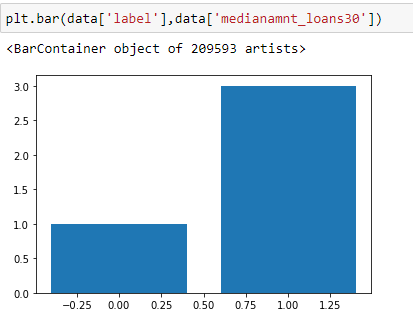 plt.bar(data['label'],data['medianamnt_loans30'])
<BarContainer object of 209593 artists>
3.0
2.5
2.0
1.5
1.0
0.5
0.0
−0.25 0.00 0.25 0.50 0.75 1.00 1.25